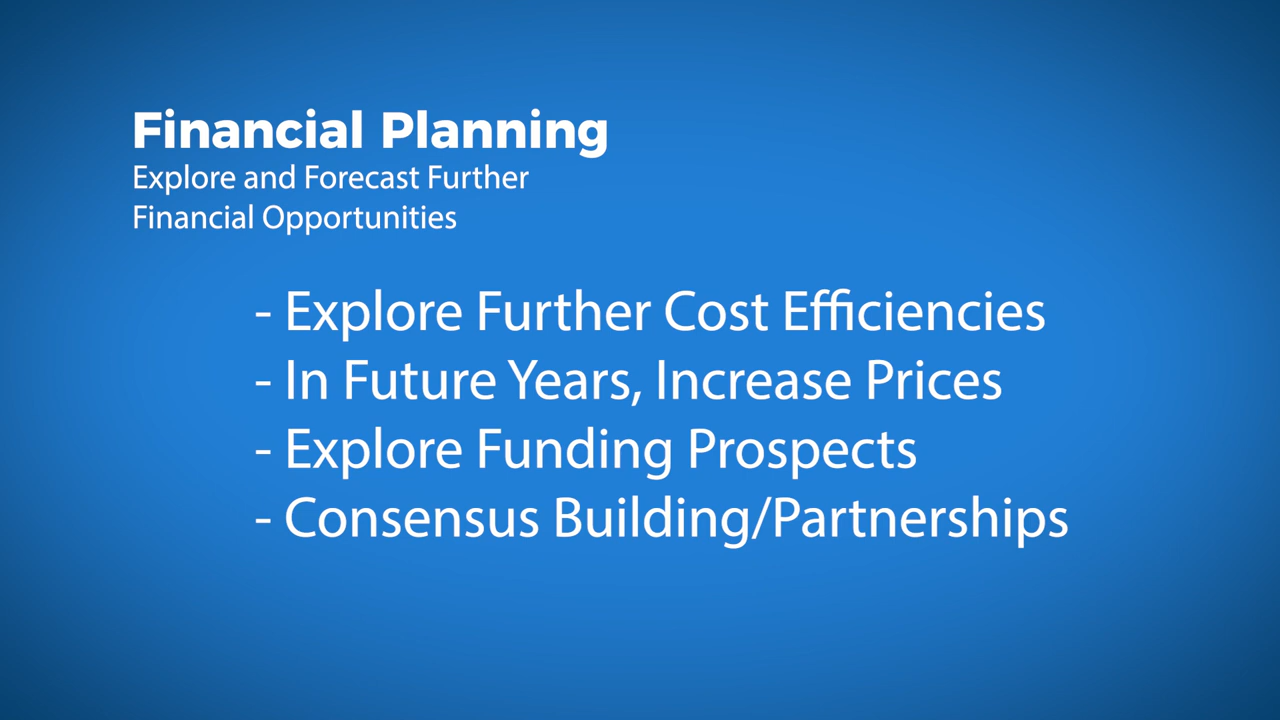 Financial Planning
Explore and Forecast Further
Financial Opportunities
- Explore Further Cost Efficiencies
- In Future Years, Increase Prices
- Explore Funding Prospects
- Consensus Building/Partnerships